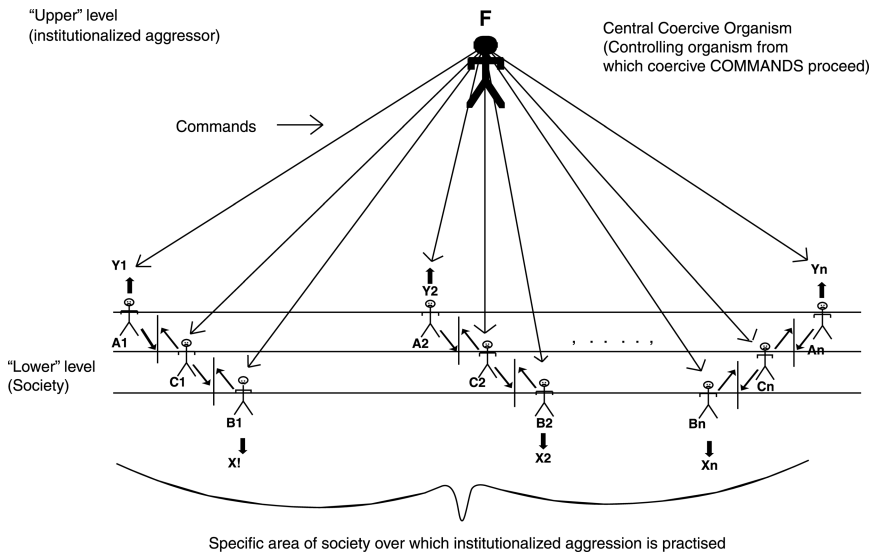 “Upper” level
(institutionalized aggressor)
F
Central Coercive Organism
(Controlling organism from
which coercive COMMANDS proceed)
Commands
Y1
Y2
Yn
A1
A2
An
“Lower” level
(Society)
, . . . . ,
C1
C2
Cn
B1
B2
Bn
X!
X2
Xn
Specific area of society over which institutionalized aggression is practised